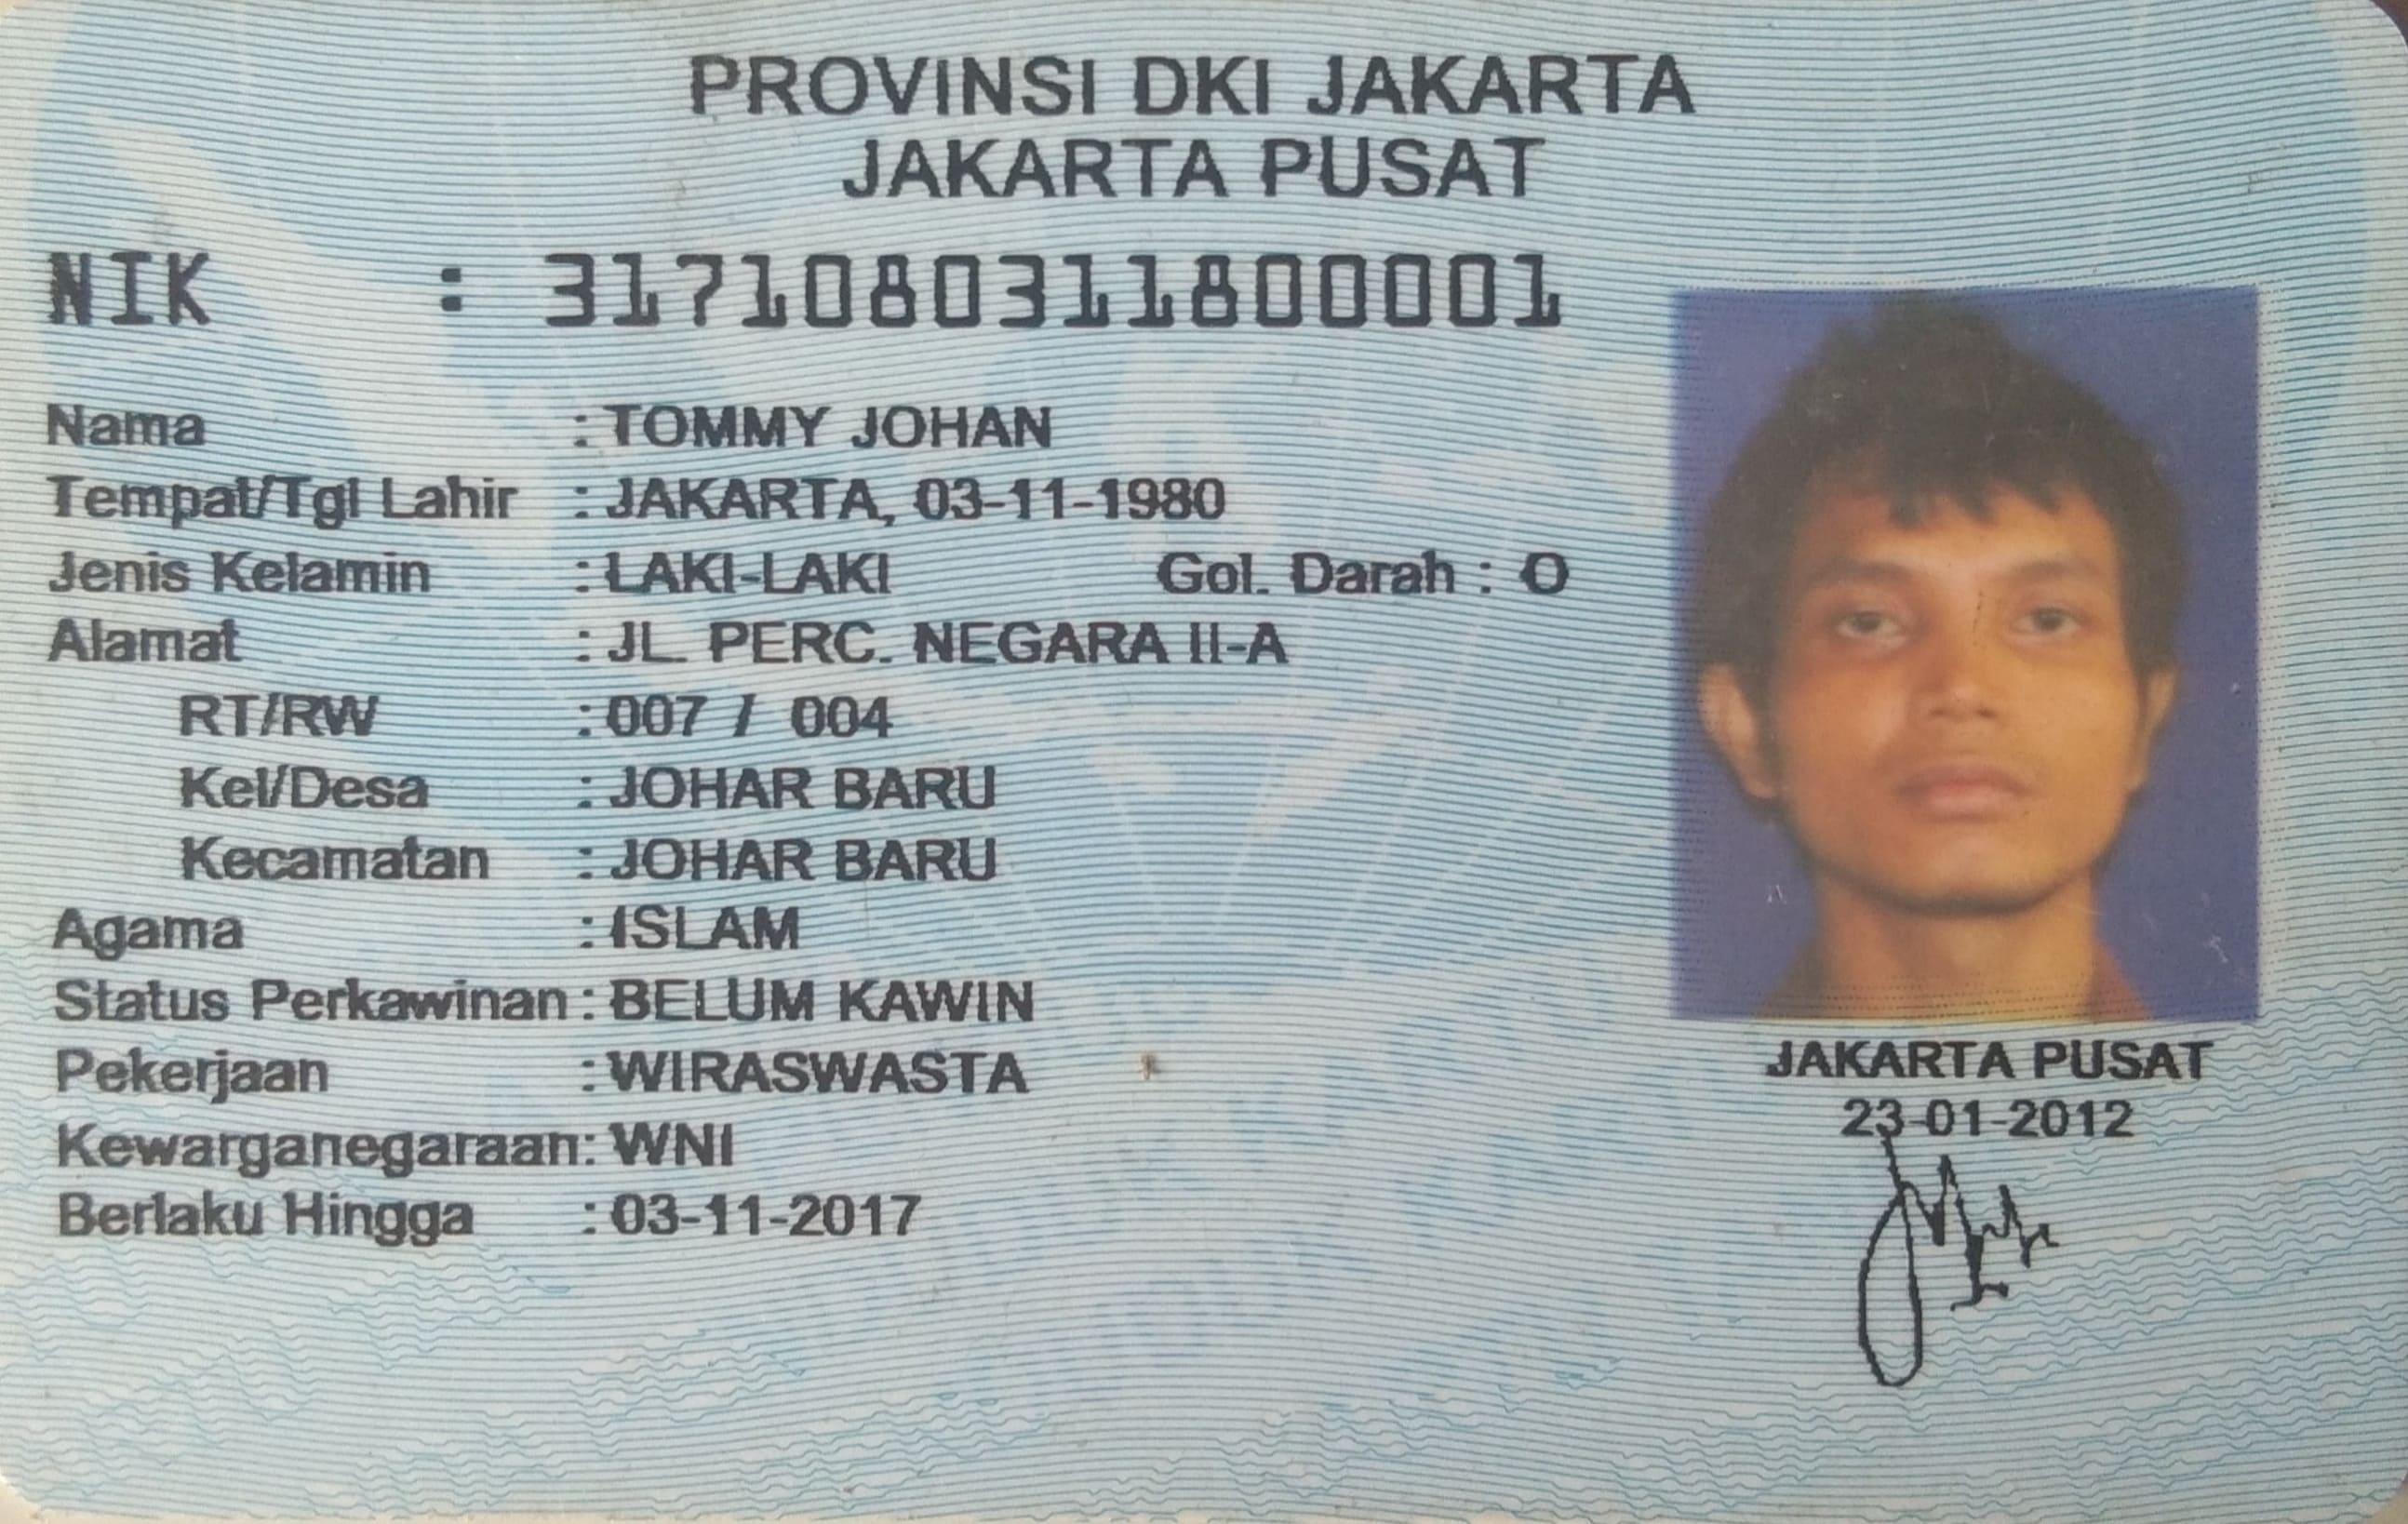 PROVINSI DKI JAKARTA
JAKARTA PUSAT
NIK : 3171080311800001
Nama : TOMMY JOHAN
Tempat/Tgl Lahir : JAKARTA, 03-11-1980
Jenis Kelamin : LAKI-LAKI Gol. Darah : O
Alamat : JL. PERC. NEGARA II-A
RT/RW : 007 / 004
Kel/Desa : JOHAR BARU
Kecamatan : JOHAR BARU
Agama : ISLAM
Status Perkawinan : BELUM KAWIN
Pekerjaan : WIRASWASTA
Kewarganegaraan: WNI
Berlaku Hingga : 03-11-2017
JAKARTA PUSAT
23-01-2012